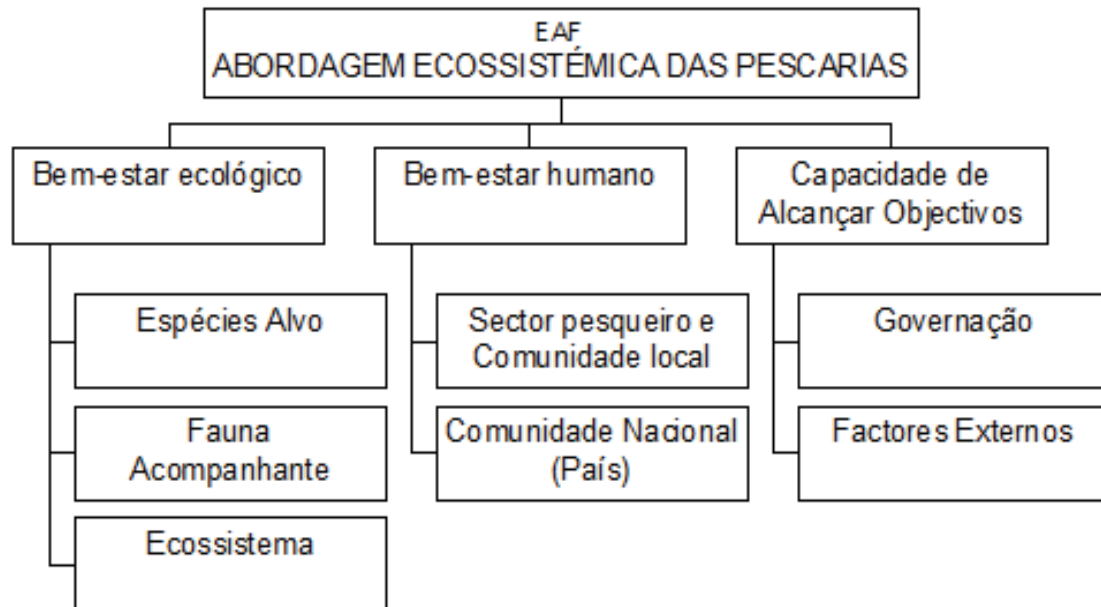 EAF
ABORDAGEM ECOSSISTÉMICA DAS PESCARIAS
Bem-estar ecológico
Bem-estar humano
Capacidade de
Alcançar Objectivos
Espécies Alvo
Fauna
Acompanhante
Ecossistema
Sector pesqueiro e
Comunidade local
Comunidade Nacional
(País)
Governação
Factores Externos